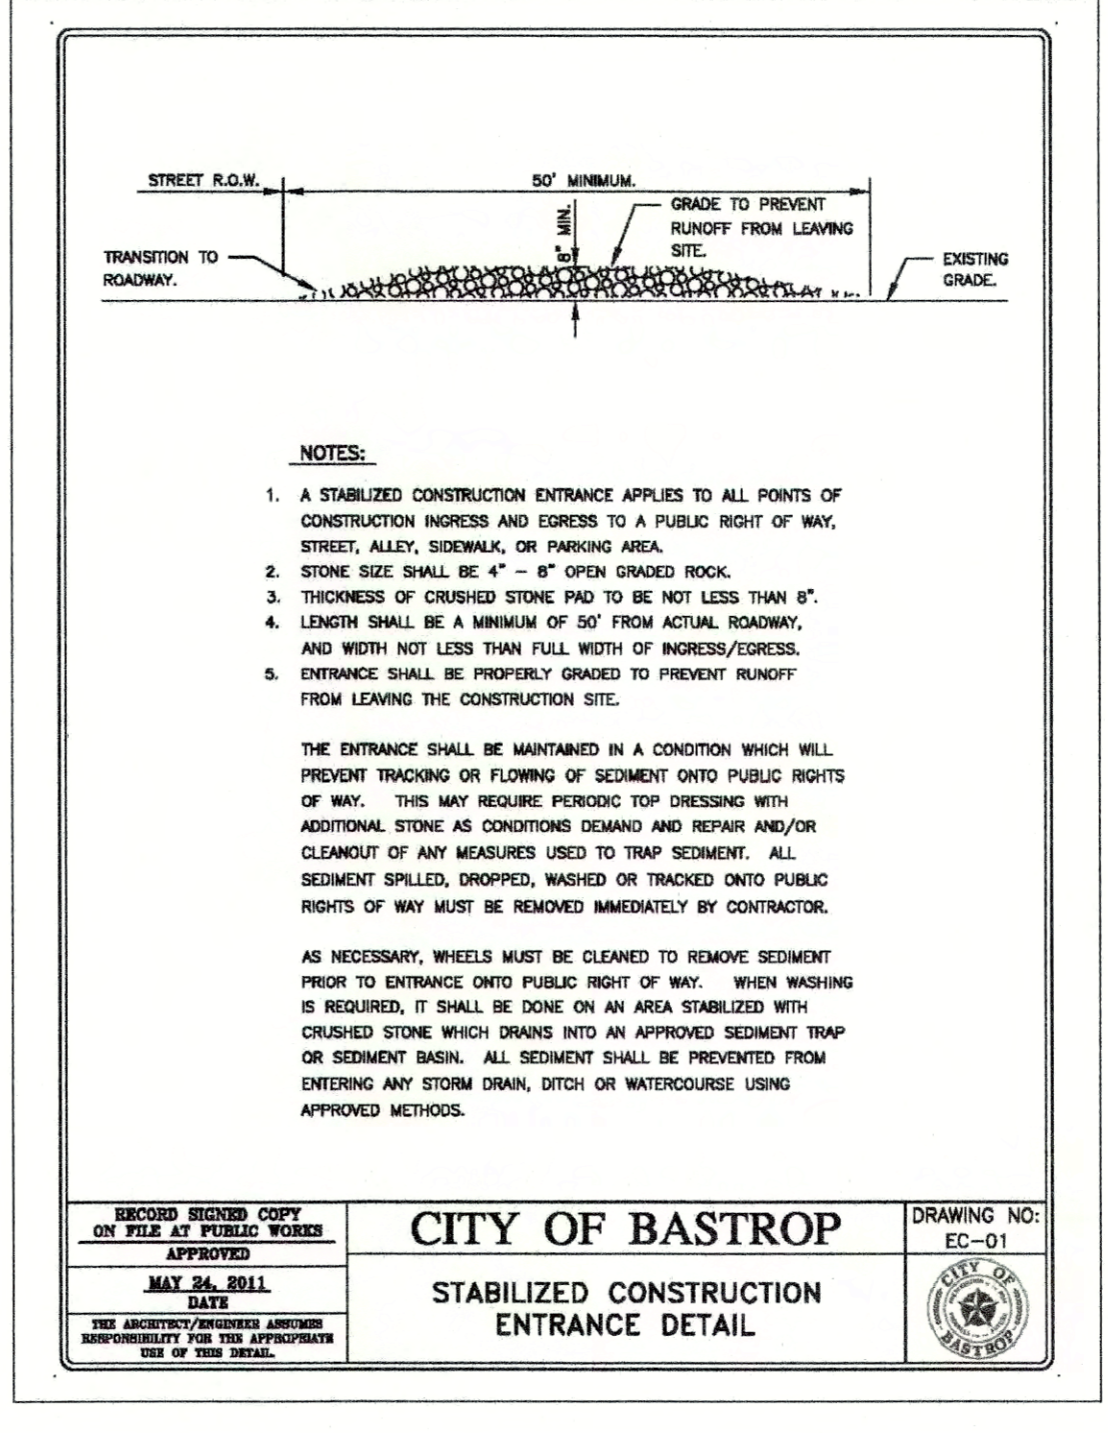 STREET R.O.W.
50' MINIMUM.
8" MIN.
GRADE TO PREVENT
RUNOFF FROM LEAVING
SITE.
TRANSITION TO
ROADWAY.
EXISTING
GRADE.
NOTES:
1. A STABILIZED CONSTRUCTION ENTRANCE APPLIES TO ALL POINTS OF
CONSTRUCTION INGRESS AND EGRESS TO A PUBLIC RIGHT OF WAY,
STREET, ALLEY, SIDEWALK, OR PARKING AREA.
2. STONE SIZE SHALL BE 4" – 8" OPEN GRADED ROCK.
3. THICKNESS OF CRUSHED STONE PAD TO BE NOT LESS THAN 8".
4. LENGTH SHALL BE A MINIMUM OF 50' FROM ACTUAL ROADWAY,
AND WIDTH NOT LESS THAN FULL WIDTH OF INGRESS/EGRESS.
5. ENTRANCE SHALL BE PROPERLY GRADED TO PREVENT RUNOFF
FROM LEAVING THE CONSTRUCTION SITE.
THE ENTRANCE SHALL BE MAINTAINED IN A CONDITION WHICH WILL
PREVENT TRACKING OR FLOWING OF SEDIMENT ONTO PUBLIC RIGHTS
OF WAY. THIS MAY REQUIRE PERIODIC TOP DRESSING WITH
ADDITIONAL STONE AS CONDITIONS DEMAND AND REPAIR AND/OR
CLEANOUT OF ANY MEASURES USED TO TRAP SEDIMENT. ALL
SEDIMENT SPILLED, DROPPED, WASHED OR TRACKED ONTO PUBLIC
RIGHTS OF WAY MUST BE REMOVED IMMEDIATELY BY CONTRACTOR.
AS NECESSARY, WHEELS MUST BE CLEANED TO REMOVE SEDIMENT
PRIOR TO ENTRANCE ONTO PUBLIC RIGHT OF WAY. WHEN WASHING
IS REQUIRED, IT SHALL BE DONE ON AN AREA STABILIZED WITH
CRUSHED STONE WHICH DRAINS INTO AN APPROVED SEDIMENT TRAP
OR SEDIMENT BASIN. ALL SEDIMENT SHALL BE PREVENTED FROM
ENTERING ANY STORM DRAIN, DITCH OR WATERCOURSE USING
APPROVED METHODS.
RECORD SIGNED COPY
ON FILE AT PUBLIC WORKS
APPROVED
MAY 24, 2011
DATE
THE ARCHITECT/ENGINEER ASSUMES
RESPONSIBILITY FOR THE APPROPRIATE
USE OF THIS DETAIL.
CITY OF BASTROP
STABILIZED CONSTRUCTION
ENTRANCE DETAIL
DRAWING NO:
EC-01
CITY OF
BASTROP